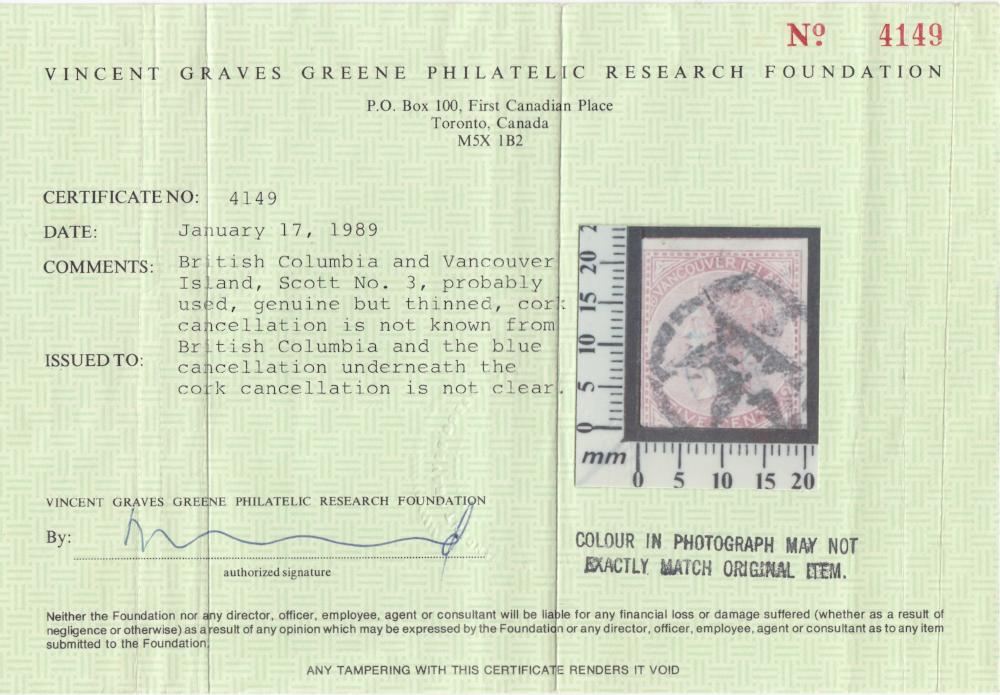 Nº 4149
VINCENT GRAVES GREENE PHILATELIC RESEARCH FOUNDATION
P.O. Box 100, First Canadian Place
Toronto, Canada
M5X 1B2
CERTIFICATE NO: 4149
DATE: January 17, 1989
COMMENTS: British Columbia and Vancouver
Island, Scott No. 3, probably
used, genuine but thinned, cork
cancellation is not known from
ISSUED TO: British Columbia and the blue
cancellation underneath the
cork cancellation is not clear.
20
15
10
5
0
mm
0 5 10 15 20
VANCOUVER
VINCENT GRAVES GREENE PHILATELIC RESEARCH FOUNDATION
By:
authorized signature
COLOUR IN PHOTOGRAPH MAY NOT
EXACTLY MATCH ORIGINAL ITEM.
Neither the Foundation nor any director, officer, employee, agent or consultant will be liable for any financial loss or damage suffered (whether as a result of
negligence or otherwise) as a result of any opinion which may be expressed by the Foundation or any director, officer, employee, agent or consultant as to any item
submitted to the Foundation.
ANY TAMPERING WITH THIS CERTIFICATE RENDERS IT VOID